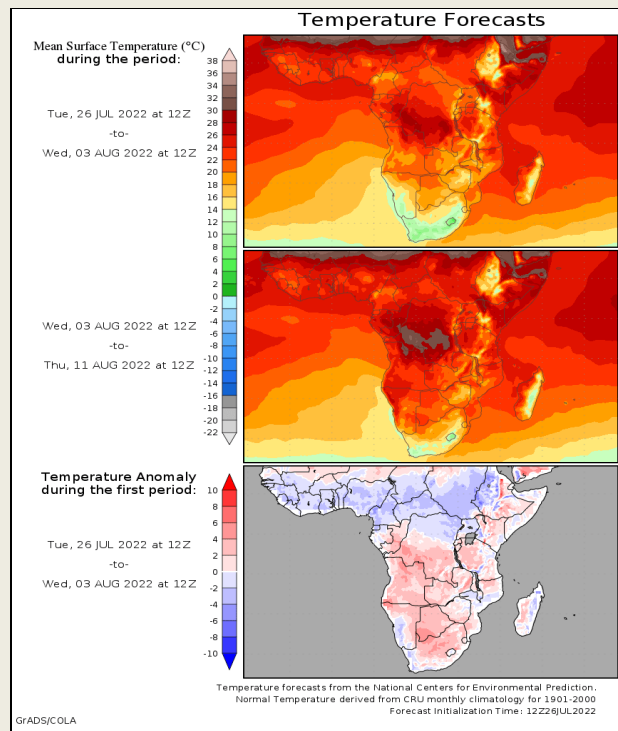 Temperature Forecasts
Mean Surface Temperature (°C)
during the period:
38
36
34
32
30
28
26
24
22
20
18
16
14
12
10
8
6
4
2
0
-2
-4
-6
-8
-10
-12
-14
-16
-18
-20
-22
Tue, 26 JUL 2022 at 12Z
-to-
Wed, 03 AUG 2022 at 12Z
Wed, 03 AUG 2022 at 12Z
-to-
Thu, 11 AUG 2022 at 12Z
Temperature Anomaly
during the first period:
10
8
6
4
2
0
-2
-4
-6
-8
-10
Tue, 26 JUL 2022 at 12Z
-to-
Wed, 03 AUG 2022 at 12Z
Temperature forecasts from the National Centers for Environmental Prediction.
Normal Temperature derived from CRU monthly climatology for 1901-2000
Forecast Initialization Time: 12Z26JUL2022
GrADS/COLA